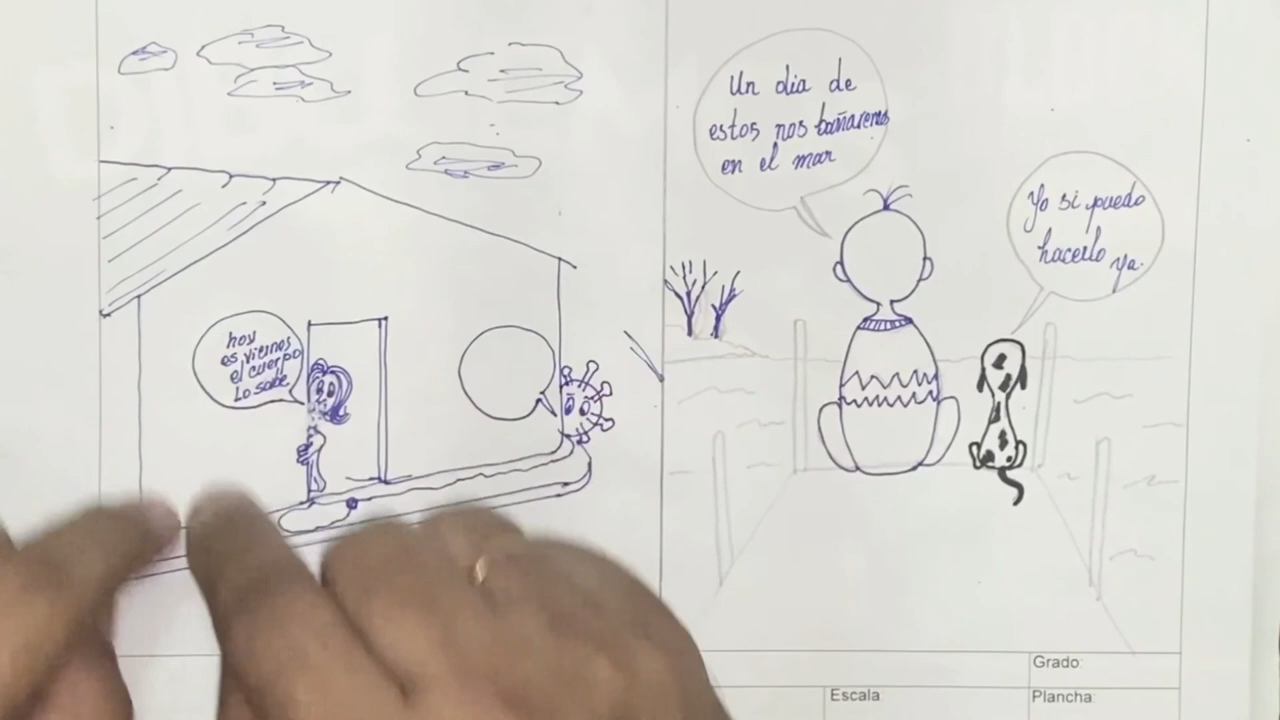 hoy
es viernes
el cuerpo
Lo sabe
Un dia de
estos nos bañaremos
en el mar
Yo si puedo
hacerlo ya.
Grado:
Escala:
Plancha: